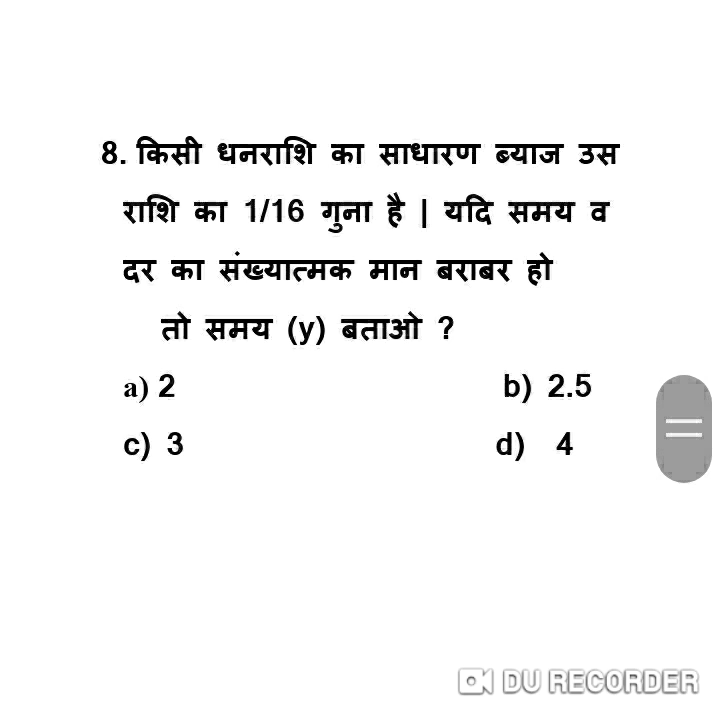 8. किसी धनराशि का साधारण ब्याज उस
राशि का 1/16 गुना है | यदि समय व
दर का संख्यात्मक मान बराबर हो
तो समय (y) बताओ ?
a) 2 b) 2.5
c) 3 d) 4
DU RECORDER